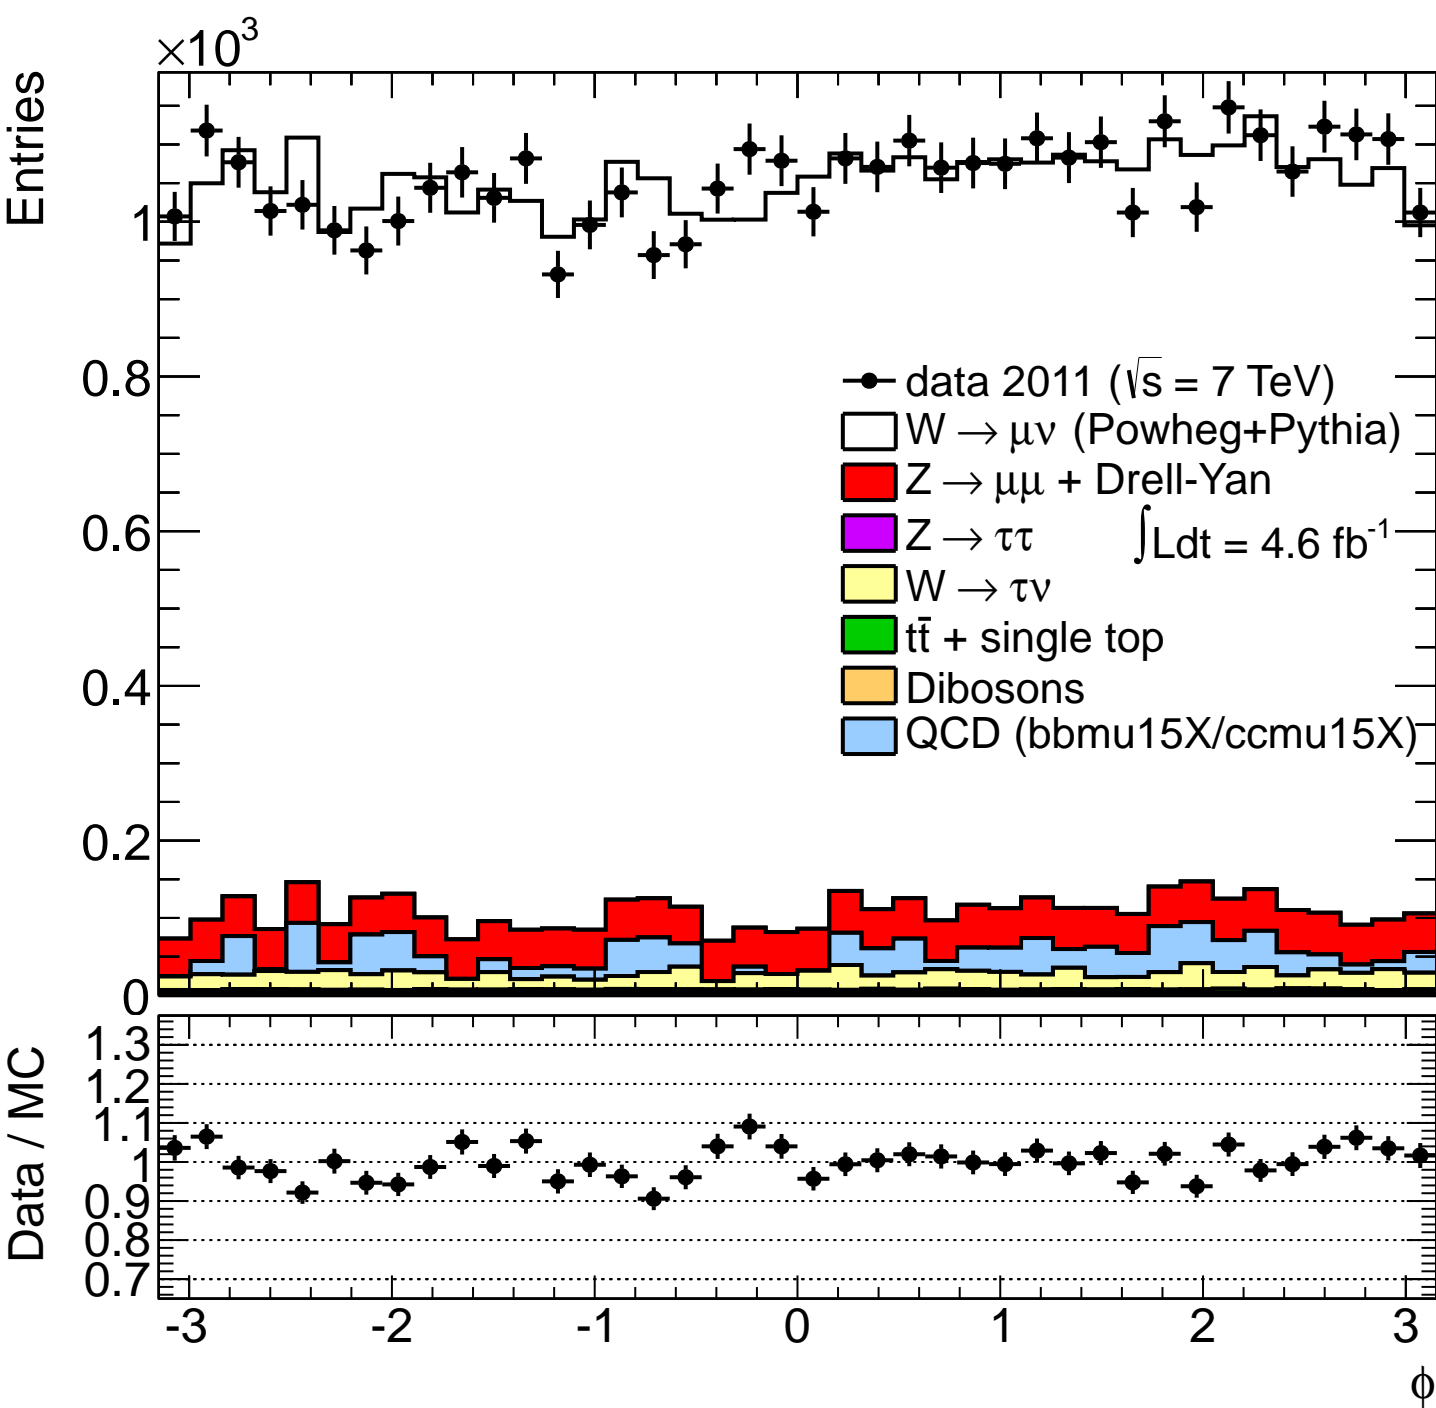 ×10³
Entries
1
0.8
0.6
0.4
0.2
0
data 2011 (√s = 7 TeV)
W → μν (Powheg+Pythia)
Z → μμ + Drell-Yan
Z → ττ
∫Ldt = 4.6 fb⁻¹
W → τν
tt̄ + single top
Dibosons
QCD (bbmu15X/ccmu15X)
Data / MC
1.3
1.2
1.1
1
0.9
0.8
0.7
-3 -2 -1 0 1 2 3
ϕ